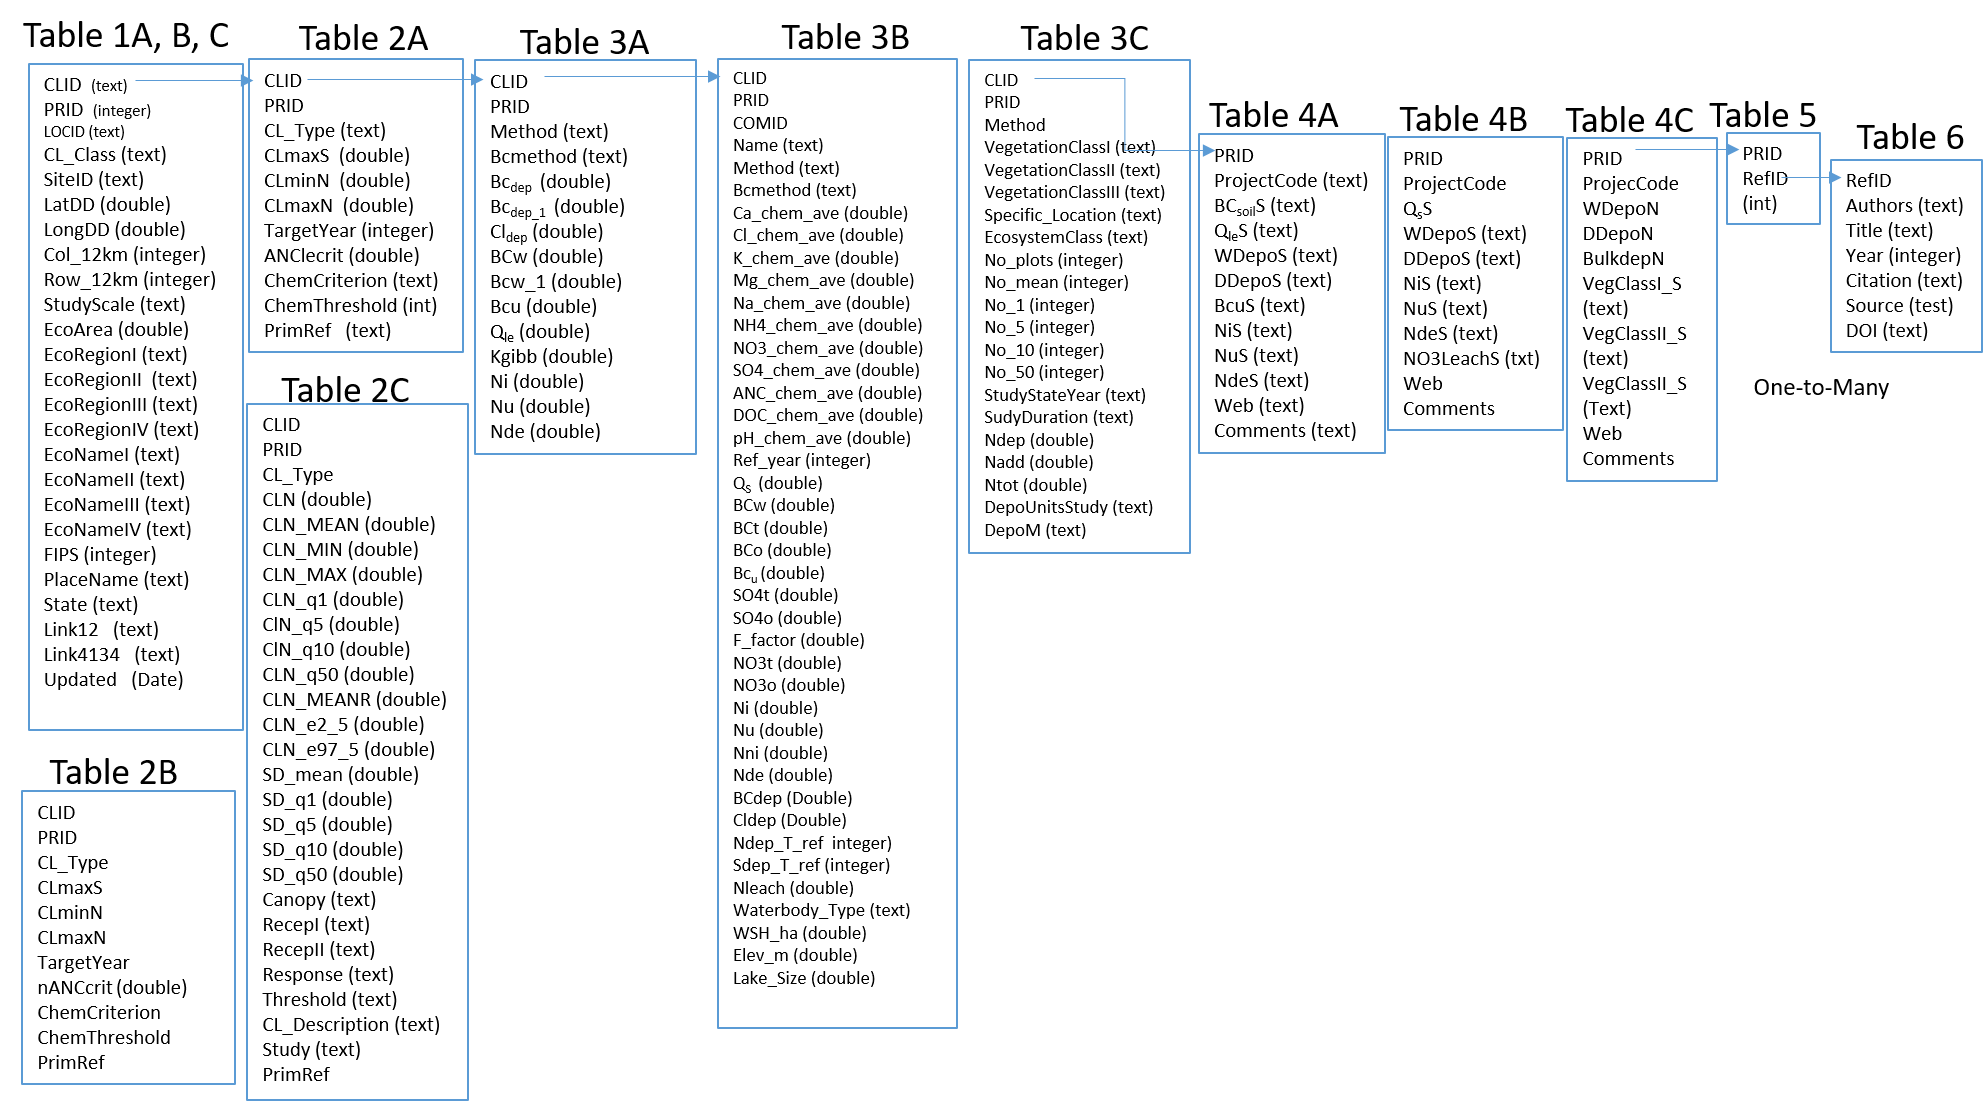 Table 1A, B, C
CLID (text)
PRID (integer)
LOCID (text)
CL_Class (text)
SiteID (text)
LatDD (double)
LongDD (double)
Col_12km (integer)
Row_12km (integer)
StudyScale (text)
EcoArea (double)
EcoRegionI (text)
EcoRegionII (text)
EcoRegionIII (text)
EcoRegionIV (text)
EcoNameI (text)
EcoNameII (text)
EcoNameIII (text)
EcoNameIV (text)
FIPS (integer)
PlaceName (text)
State (text)
Link12 (text)
Link4134 (text)
Updated (Date)
Table 2B
CLID
PRID
CL_Type
CLmaxS
CLminN
CLmaxN
TargetYear
nANCcrit (double)
ChemCriterion
ChemThreshold
PrimRef
Table 2A
CLID
PRID
CL_Type (text)
CLmaxS (double)
CLminN (double)
CLmaxN (double)
TargetYear (integer)
ANClecrit (double)
ChemCriterion (text)
ChemThreshold (int)
PrimRef (text)
Table 2C
CLID
PRID
CL_Type
CLN (double)
CLN_MEAN (double)
CLN_MIN (double)
CLN_MAX (double)
CLN_q1 (double)
ClN_q5 (double)
ClN_q10 (double)
CLN_q50 (double)
CLN_MEANR (double)
CLN_e2_5 (double)
CLN_e97_5 (double)
SD_mean (double)
SD_q1 (double)
SD_q5 (double)
SD_q10 (double)
SD_q50 (double)
Canopy (text)
RecepI (text)
RecepII (text)
Response (text)
Threshold (text)
CL_Description (text)
Study (text)
PrimRef
Table 3A
CLID
PRID
Method (text)
Bcmethod (text)
Bcdep (double)
Bcdep_1 (double)
Cldep (double)
BCw (double)
Bcw_1 (double)
Bcu (double)
Qle (double)
Kgibb (double)
Ni (double)
Nu (double)
Nde (double)
Table 3B
CLID
PRID
COMID
Name (text)
Method (text)
Bcmethod (text)
Ca_chem_ave (double)
Cl_chem_ave (double)
K_chem_ave (double)
Mg_chem_ave (double)
Na_chem_ave (double)
NH4_chem_ave (double)
NO3_chem_ave (double)
SO4_chem_ave (double)
ANC_chem_ave (double)
DOC_chem_ave (double)
pH_chem_ave (double)
Ref_year (integer)
QS (double)
BCw (double)
BCt (double)
BCo (double)
Bcu (double)
SO4t (double)
SO4o (double)
F_factor (double)
NO3t (double)
NO3o (double)
Ni (double)
Nu (double)
Nni (double)
Nde (double)
BCdep (Double)
Cldep (Double)
Ndep_T_ref integer)
Sdep_T_ref (integer)
Nleach (double)
Waterbody_Type (text)
WSH_ha (double)
Elev_m (double)
Lake_Size (double)
Table 3C
CLID
PRID
Method
VegetationClassI (text)
VegetationClassII (text)
VegetationClassIII (text)
Specific_Location (text)
EcosystemClass (text)
No_plots (integer)
No_mean (integer)
No_1 (integer)
No_5 (integer)
No_10 (integer)
No_50 (integer)
StudyStateYear (text)
SudyDuration (text)
Ndep (double)
Nadd (double)
Ntot (double)
DepoUnitsStudy (text)
DepoM (text)
Table 4A
PRID
ProjectCode (text)
BCsoilS (text)
QleS (text)
WDepoS (text)
DDepoS (text)
BcuS (text)
NiS (text)
NuS (text)
NdeS (text)
Web (text)
Comments (text)
Table 4B
PRID
ProjectCode
QsS
WDepoS (text)
DDepoS (text)
NiS (text)
NuS (text)
NdeS (text)
NO3LeachS (txt)
Web
Comments
Table 4C
PRID
ProjecCode
WDepoN
DDepoN
BulkdepN
VegClassI_S
(text)
VegClassII_S
(text)
VegClassII_S
(Text)
Web
Comments
Table 5
PRID
RefID
(int)
Table 6
RefID
Authors (text)
Title (text)
Year (integer)
Citation (text)
Source (test)
DOI (text)
One-to-Many